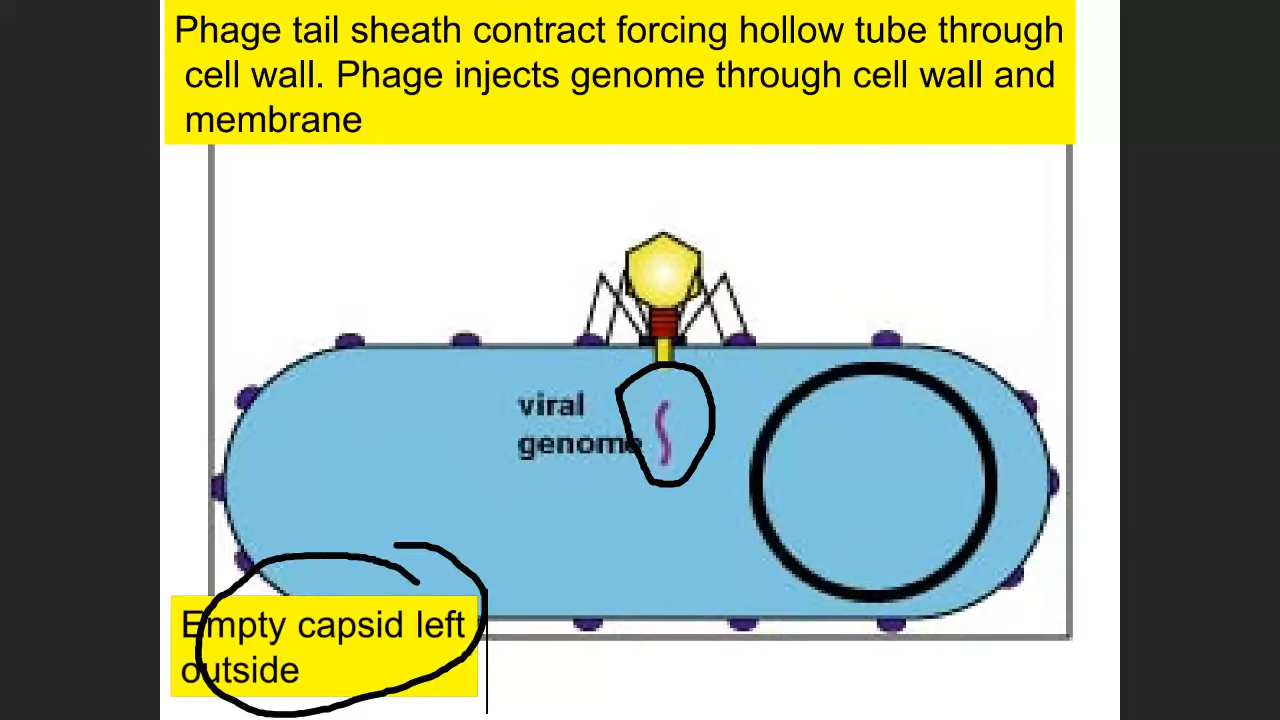 Phage tail sheath contract forcing hollow tube through
cell wall. Phage injects genome through cell wall and
membrane
viral
genome
Empty capsid left
outside